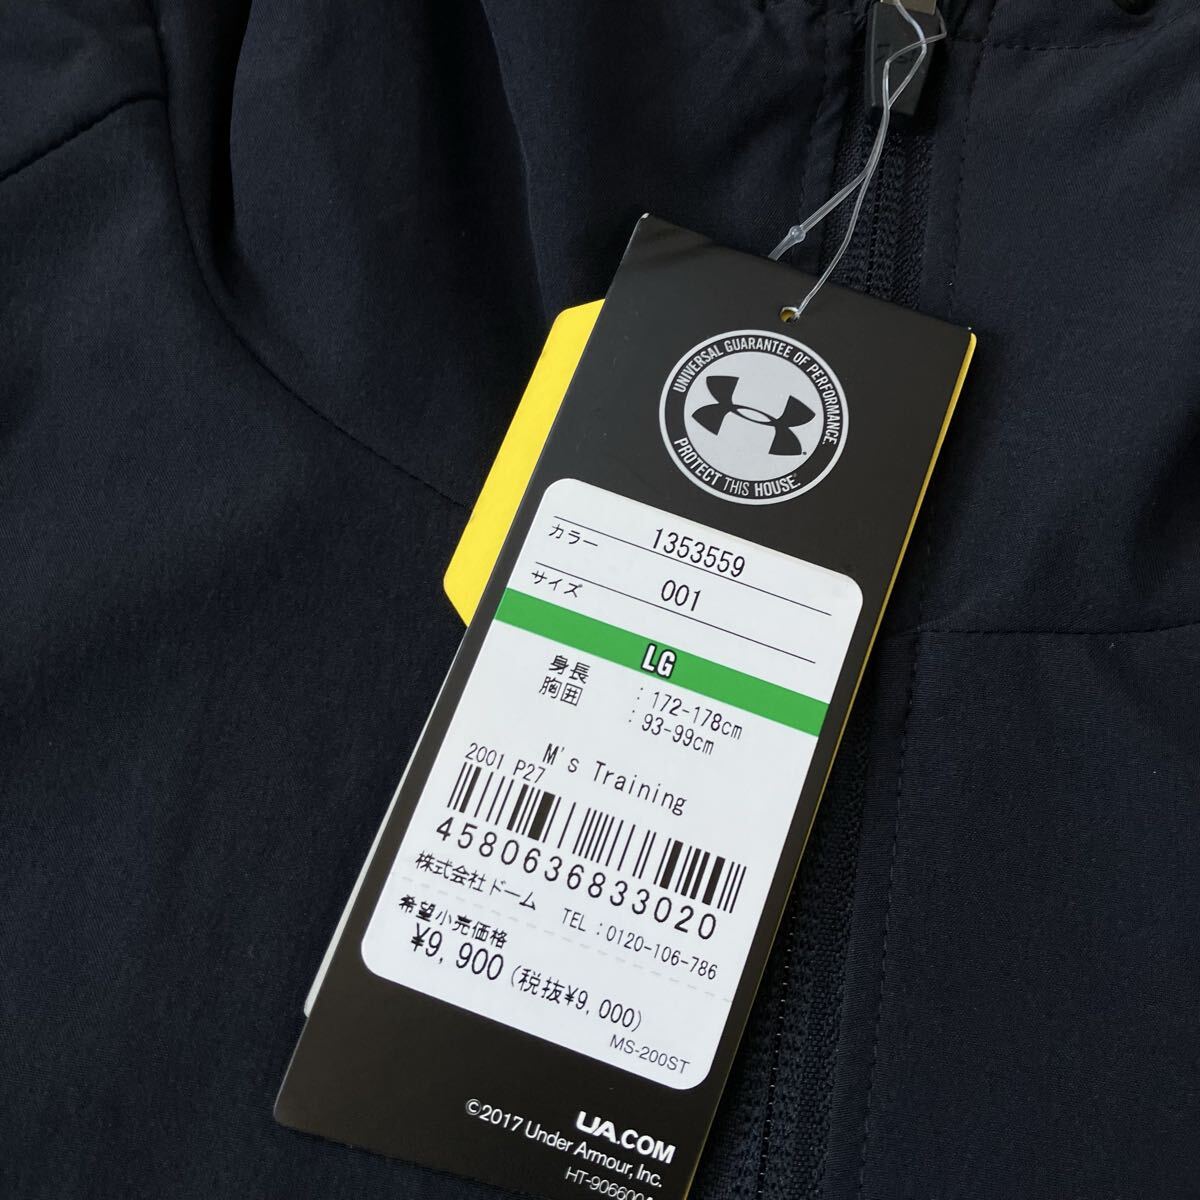 UNIVERSAL GUARANTEE OF PERFORMANCE.
PROTECT THIS HOUSE.
1353559
カラー
001
サイズ
LG
身長 : 172-178cm
胸囲 : 93-99cm
M's Training
2001 P27
4580636833020
株式会社ドーム TEL:0120-106-786
希望小売価格
¥9,900(税抜¥9,000)
MS-200ST
UA.COM
©2017 Under Armour, Inc.